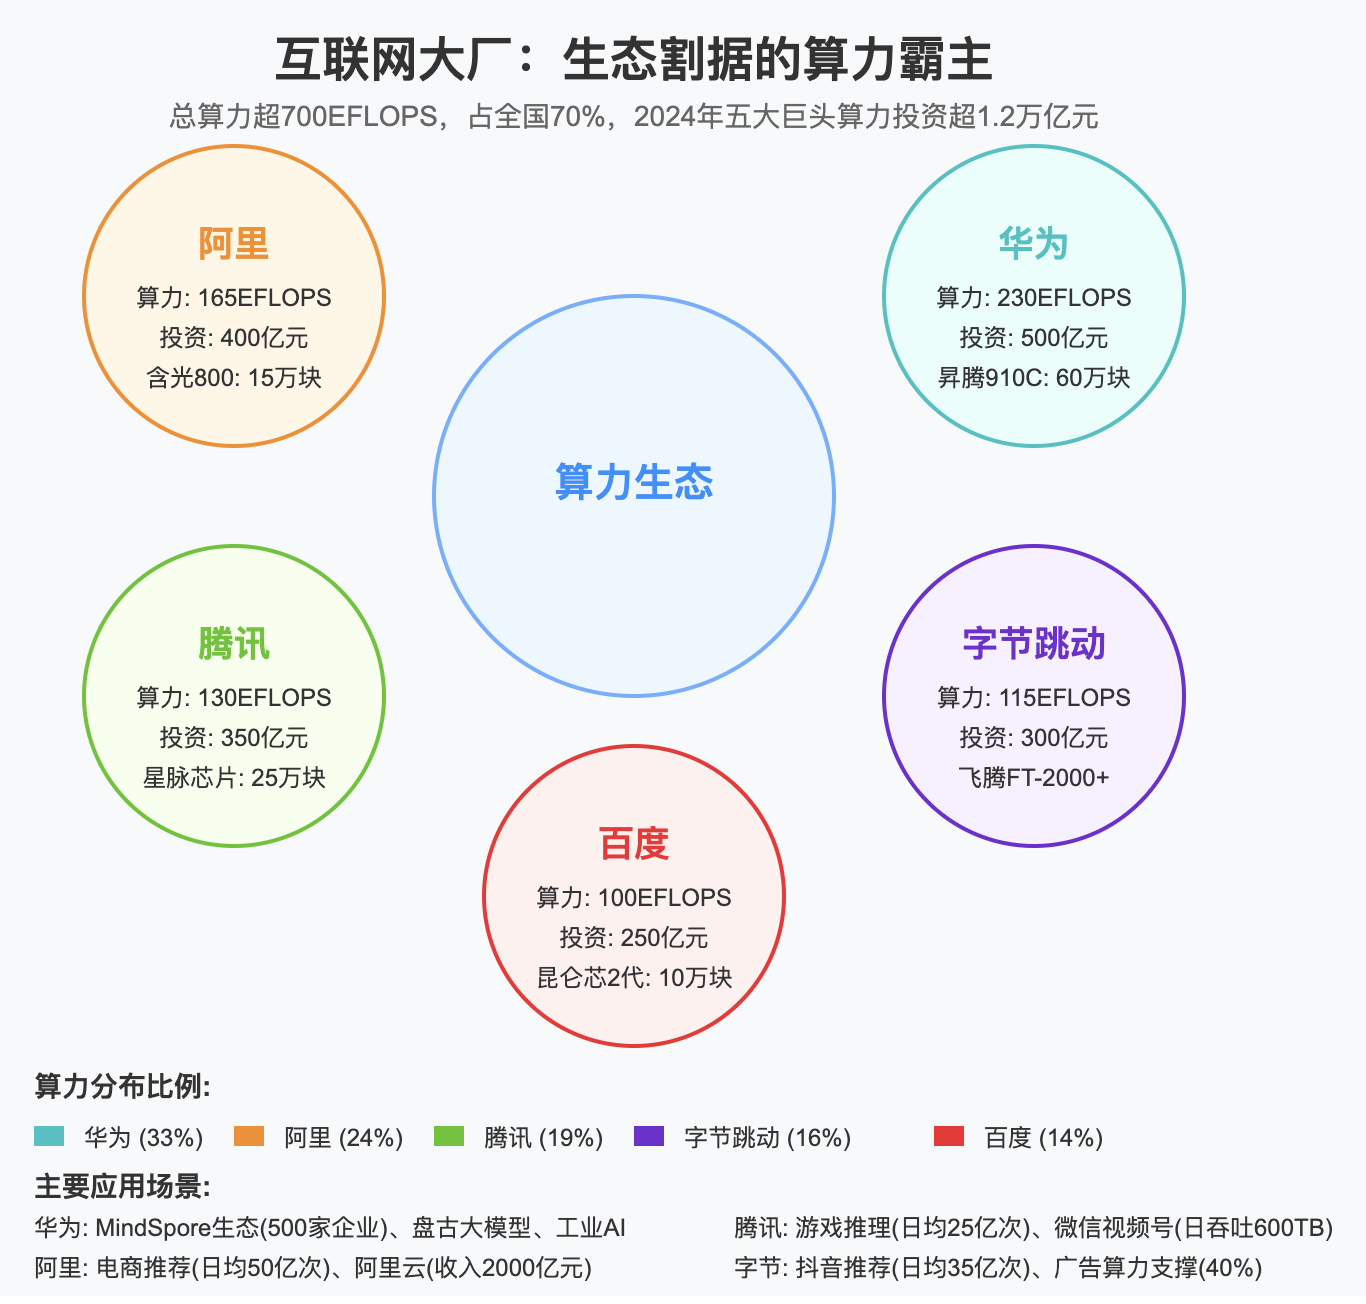 互联网大厂：生态割据的算力霸主
总算力超700EFLOPS，占全国70%，2024年五大巨头算力投资超1.2万亿元
阿里
算力: 165EFLOPS
投资: 400亿元
含光800: 15万块
华为
算力: 230EFLOPS
投资: 500亿元
昇腾910C: 60万块
算力生态
腾讯
算力: 130EFLOPS
投资: 350亿元
星脉芯片: 25万块
字节跳动
算力: 115EFLOPS
投资: 300亿元
飞腾FT-2000+
百度
算力: 100EFLOPS
投资: 250亿元
昆仑芯2代: 10万块
算力分布比例:
华为 (33%) 阿里 (24%) 腾讯 (19%) 字节跳动 (16%) 百度 (14%)
主要应用场景:
华为: MindSpore生态(500家企业)、盘古大模型、工业AI
腾讯: 游戏推理(日均25亿次)、微信视频号(日吞吐600TB)
阿里: 电商推荐(日均50亿次)、阿里云(收入2000亿元)
字节: 抖音推荐(日均35亿次)、广告算力支撑(40%)